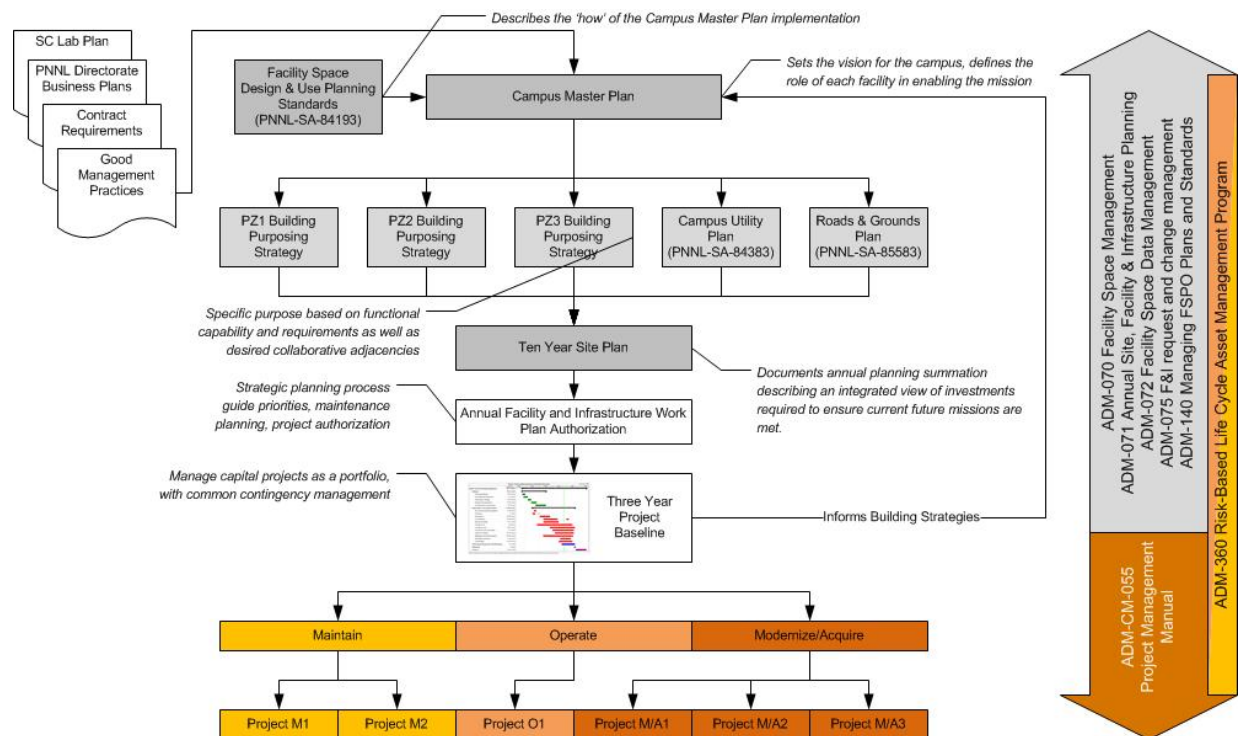 Describes the ‘how’ of the Campus Master Plan implementation
SC Lab Plan
PNNL Directorate
Business Plans
Contract
Requirements
Good
Management
Practices
Facility Space
Design & Use Planning
Standards
(PNNL-SA-84193)
Campus Master Plan
Sets the vision for the campus, defines the
role of each facility in enabling the mission
PZ1 Building
Purposing
Strategy
PZ2 Building
Purposing
Strategy
PZ3 Building
Purposing
Strategy
Campus Utility
Plan
(PNNL-SA-84383)
Roads & Grounds
Plan
(PNNL-SA-85583)
Specific purpose based on functional
capability and requirements as well as
desired collaborative adjacencies
Ten Year Site Plan
Documents annual planning summation
describing an integrated view of investments
required to ensure current future missions are
met.
Strategic planning process
guide priorities, maintenance
planning, project authorization
Annual Facility and Infrastructure Work
Plan Authorization
Manage capital projects as a portfolio,
with common contingency management
Three Year
Project
Baseline
Informs Building Strategies
Maintain
Operate
Modernize/Acquire
Project M1
Project M2
Project O1
Project M/A1
Project M/A2
Project M/A3
ADM-070 Facility Space Management
ADM-071 Annual Site, Facility & Infrastructure Planning
ADM-072 Facility Space Data Management
ADM-075 F&I request and change management
ADM-140 Managing FSPO Plans and Standards
ADM-CM-055
Project Management
Manual
ADM-360 Risk-Based Life Cycle Asset Management Program